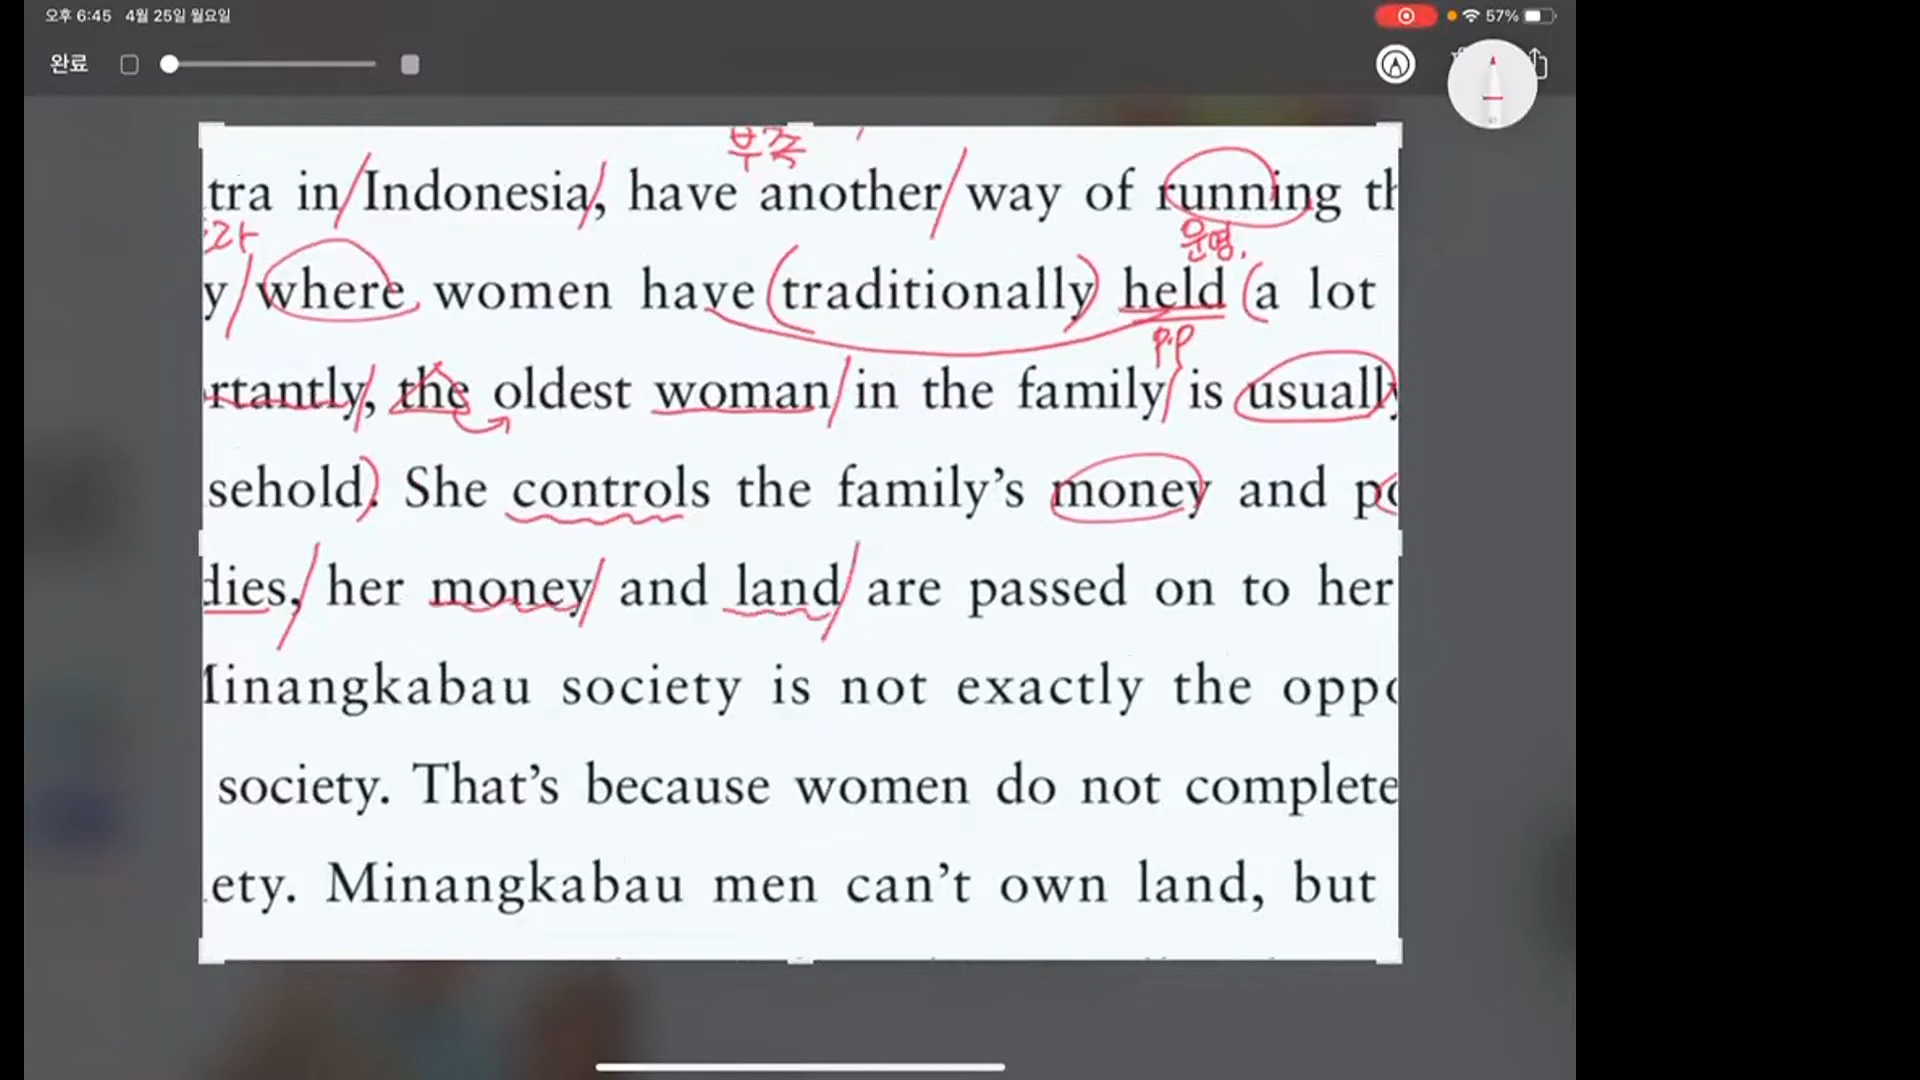 오후 6:45 4월 25일 월요일
57%
완료
부족
tra in Indonesia, have another way of running th
운영.
y where women have traditionally held a lot
p.p
rtantly, the oldest woman in the family is usually
sehold. She controls the family's money and po
dies, her money and land are passed on to her
Minangkabau society is not exactly the oppo
society. That's because women do not complete
ety. Minangkabau men can't own land, but